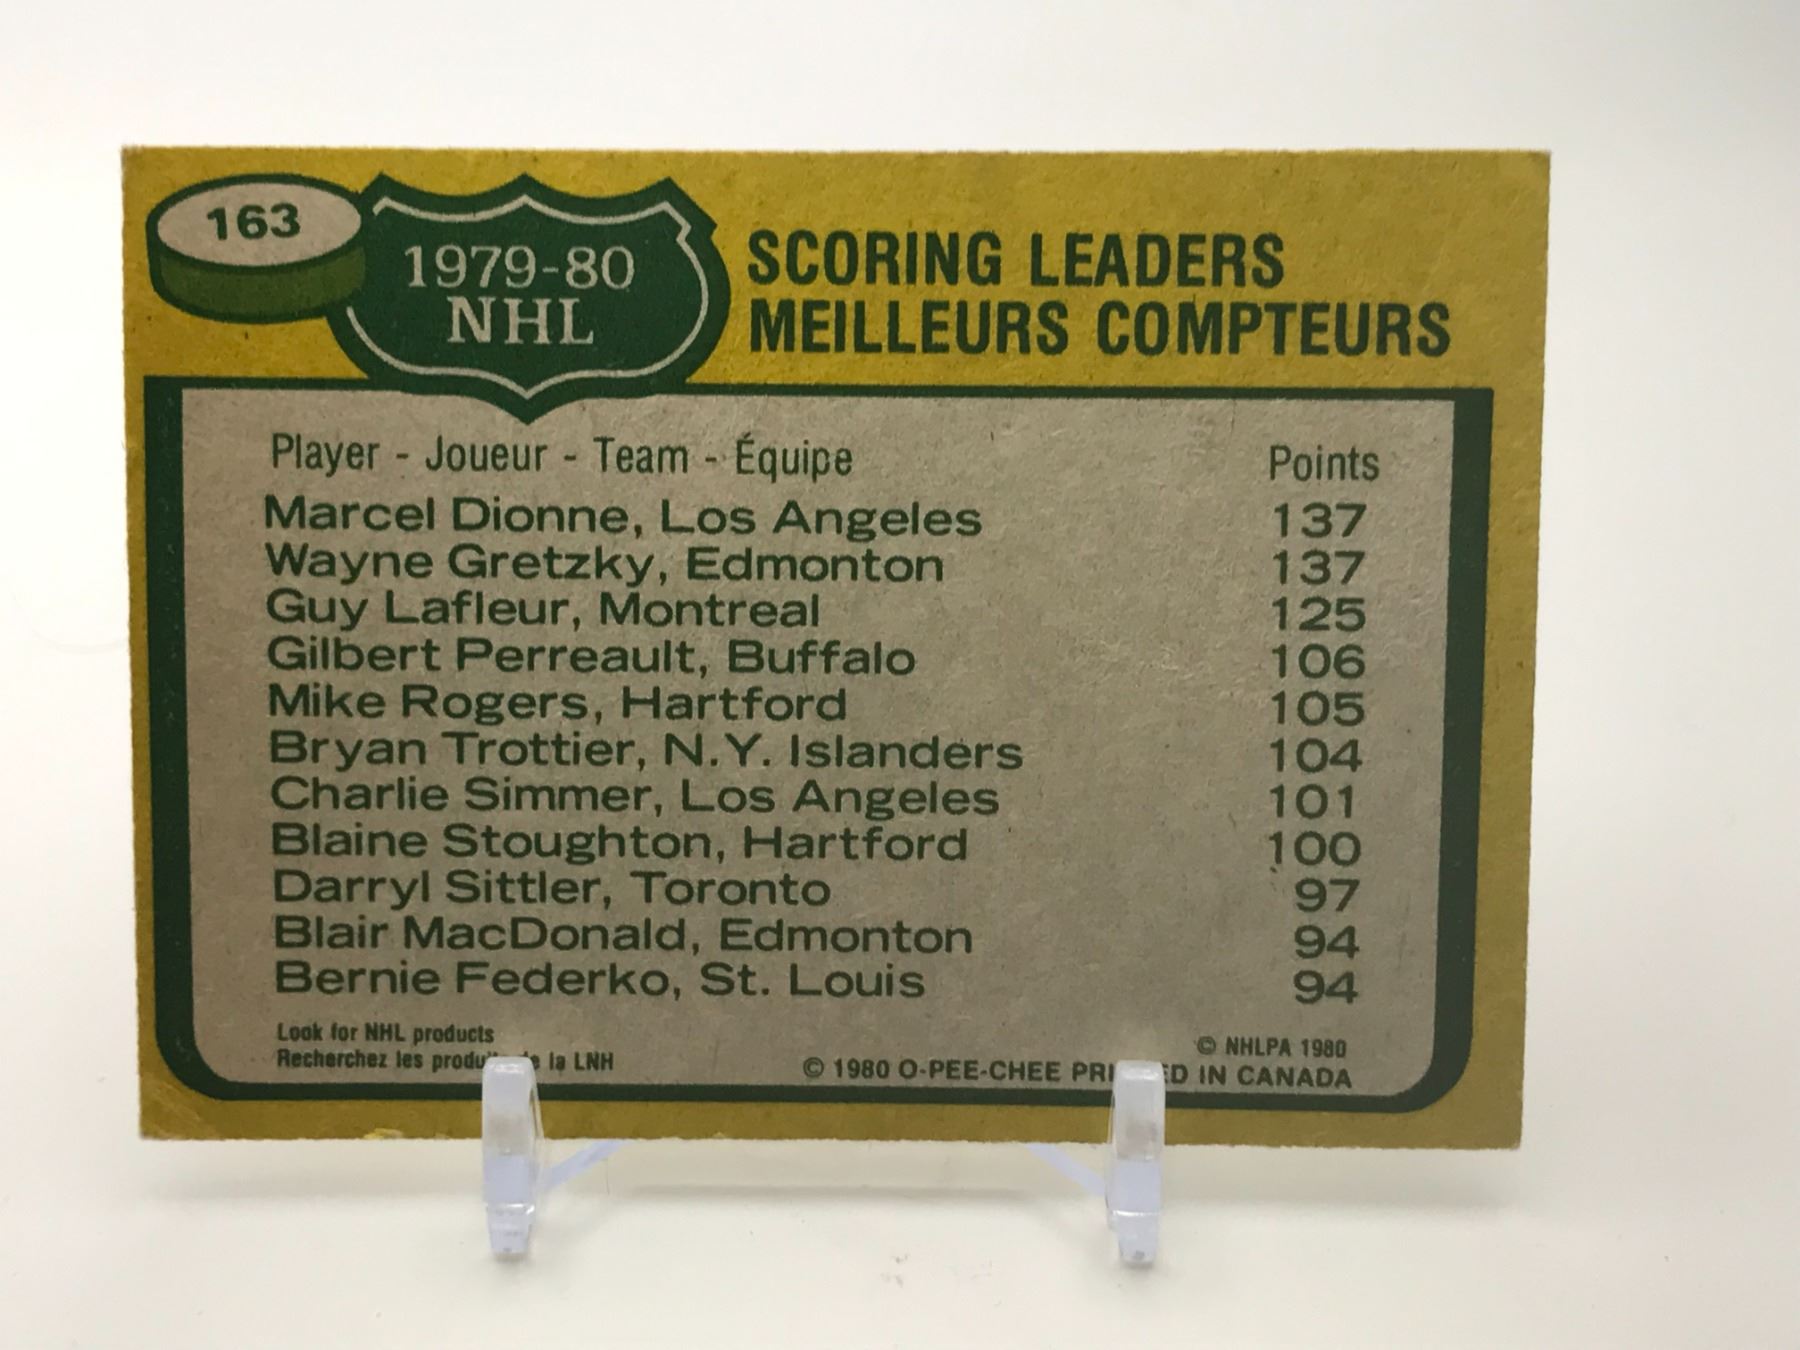 163
1979-80
NHL
SCORING LEADERS
MEILLEURS COMPTEURS
Player - Joueur - Team - Équipe Points
Marcel Dionne, Los Angeles 137
Wayne Gretzky, Edmonton 137
Guy Lafleur, Montreal 125
Gilbert Perreault, Buffalo 106
Mike Rogers, Hartford 105
Bryan Trottier, N.Y. Islanders 104
Charlie Simmer, Los Angeles 101
Blaine Stoughton, Hartford 100
Darryl Sittler, Toronto 97
Blair MacDonald, Edmonton 94
Bernie Federko, St. Louis 94
Look for NHL products
Recherchez les la LNH
© NHLPA 1980
© 1980 O-PEE-CHEE IN CANADA